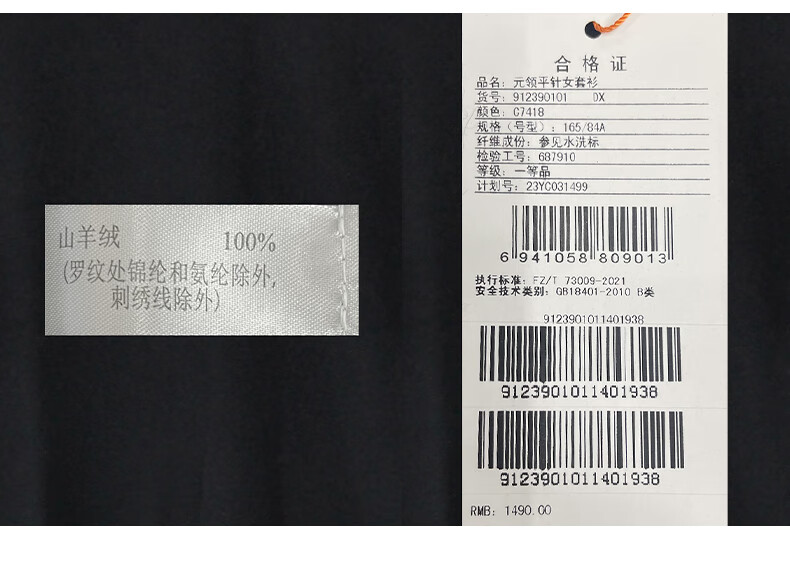 山羊绒 100%
(罗纹处锦纶和氨纶除外,
刺绣线除外)
合格证
品名: 元领平针女套衫
货号: 912390101 DX
颜色: C7418
规格(号型): 165/84A
纤维成份: 参见水洗标
检验工号: 687910
等级: 一等品
计划号: 23YC031499
6 941058 809013
执行标准: FZ/T 73009-2021
安全技术类别: GB18401-2010 B类
9123901011401938
9123901011401938
9123901011401938
RMB: 1490.00